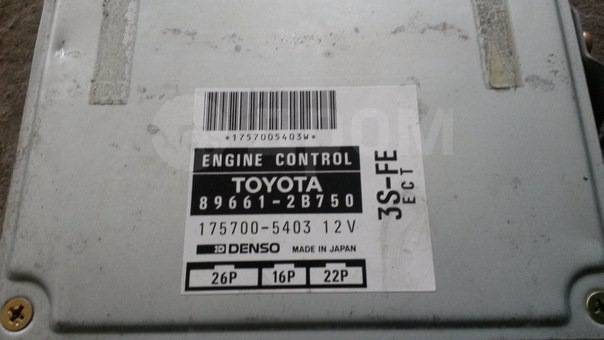 *1757005403W*
ENGINE CONTROL
TOYOTA
89661-2B750
175700-5403 12V
DENSO MADE IN JAPAN
26P 16P 22P
3S-FE
ECT